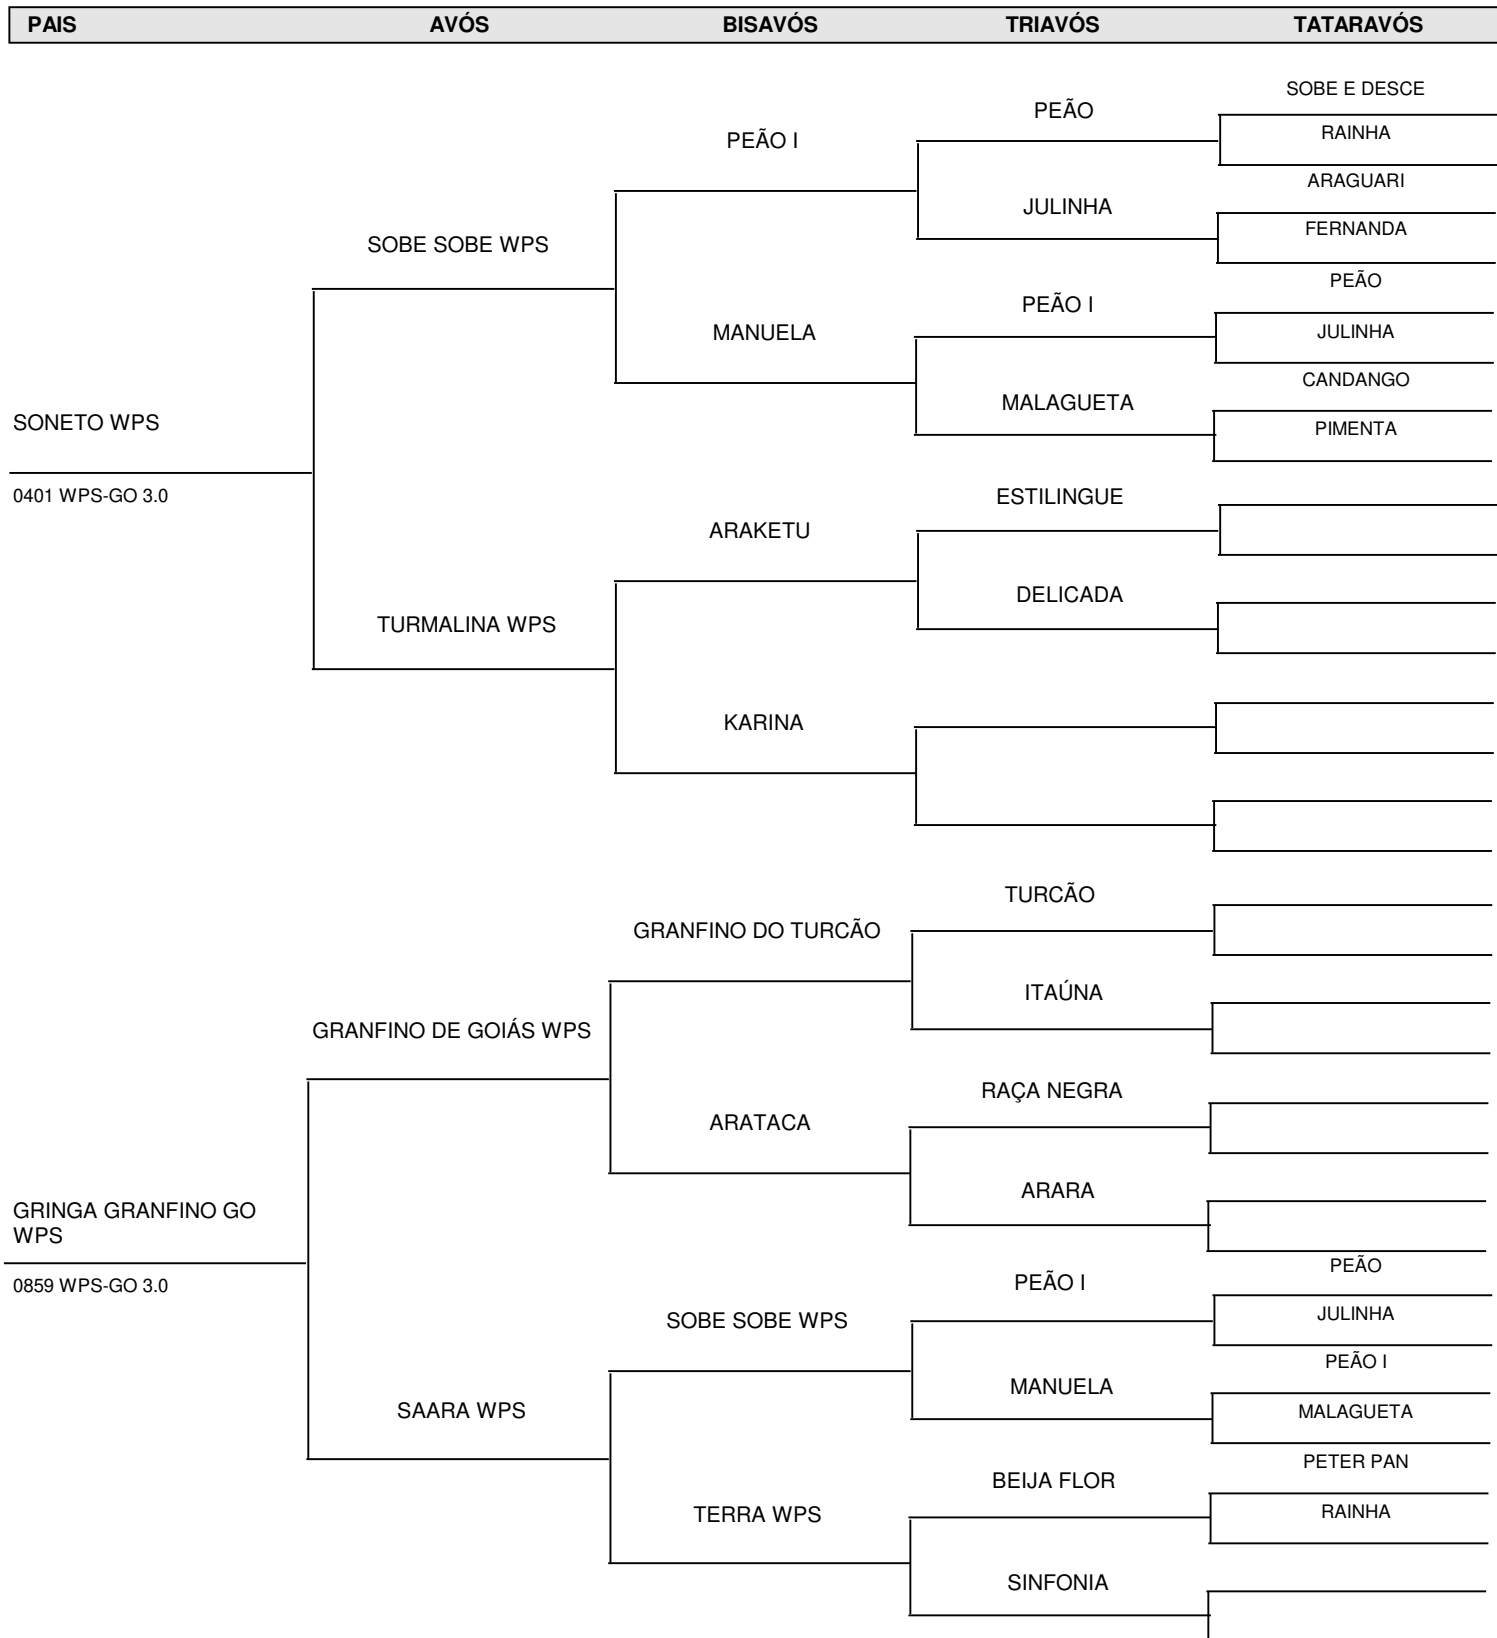 PAIS AVÓS BISAVÓS TRIAVÓS TATARAVÓS
SOBE E DESCE
PEÃO
RAINHA
PEÃO I
ARAGUARI
JULINHA
FERNANDA
SOBE SOBE WPS
PEÃO
PEÃO I
JULINHA
MANUELA
CANDANGO
MALAGUETA
PIMENTA
SONETO WPS
0401 WPS-GO 3.0
ESTILINGUE
ARAKETU
DELICADA
TURMALINA WPS
KARINA
TURCÃO
GRANFINO DO TURCÃO
ITAÚNA
GRANFINO DE GOIÁS WPS
RAÇA NEGRA
ARATACA
ARARA
GRINGA GRANFINO GO
WPS
0859 WPS-GO 3.0
PEÃO
PEÃO I
JULINHA
SOBE SOBE WPS
PEÃO I
MANUELA
MALAGUETA
SAARA WPS
PETER PAN
BEIJA FLOR
RAINHA
TERRA WPS
SINFONIA